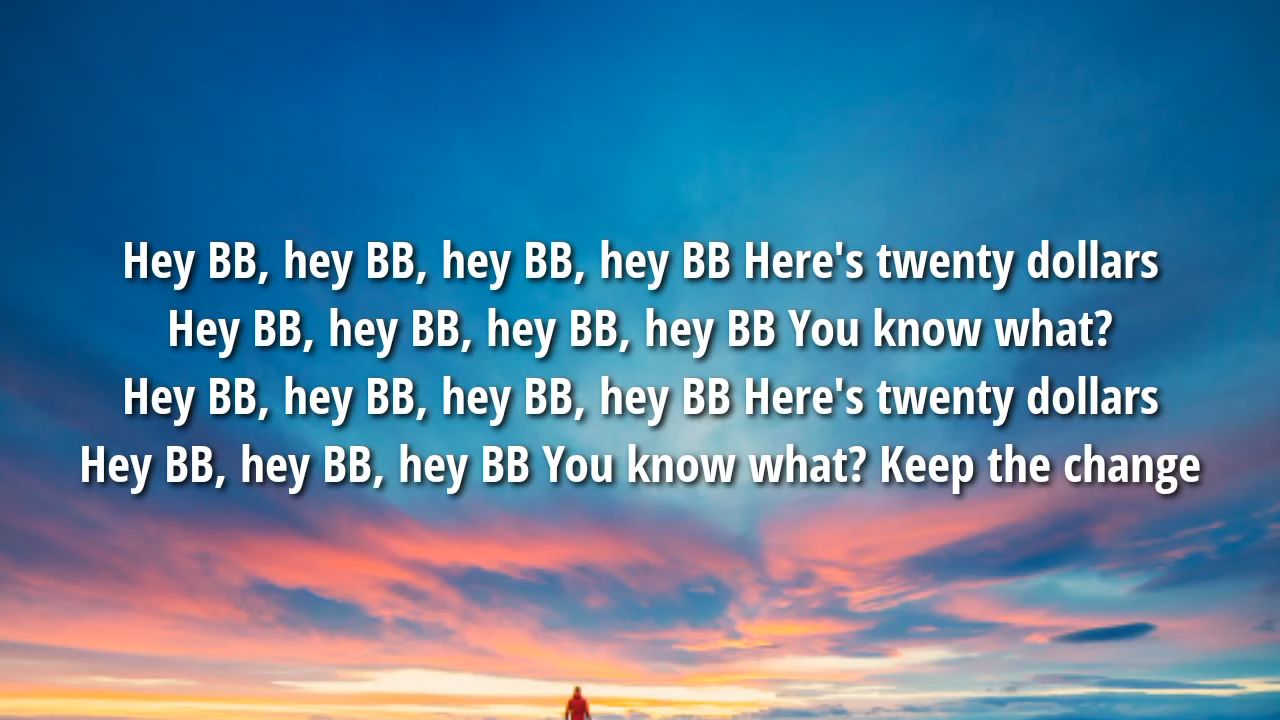 Hey BB, hey BB, hey BB, hey BB Here's twenty dollars
Hey BB, hey BB, hey BB, hey BB You know what?
Hey BB, hey BB, hey BB, hey BB Here's twenty dollars
Hey BB, hey BB, hey BB You know what? Keep the change